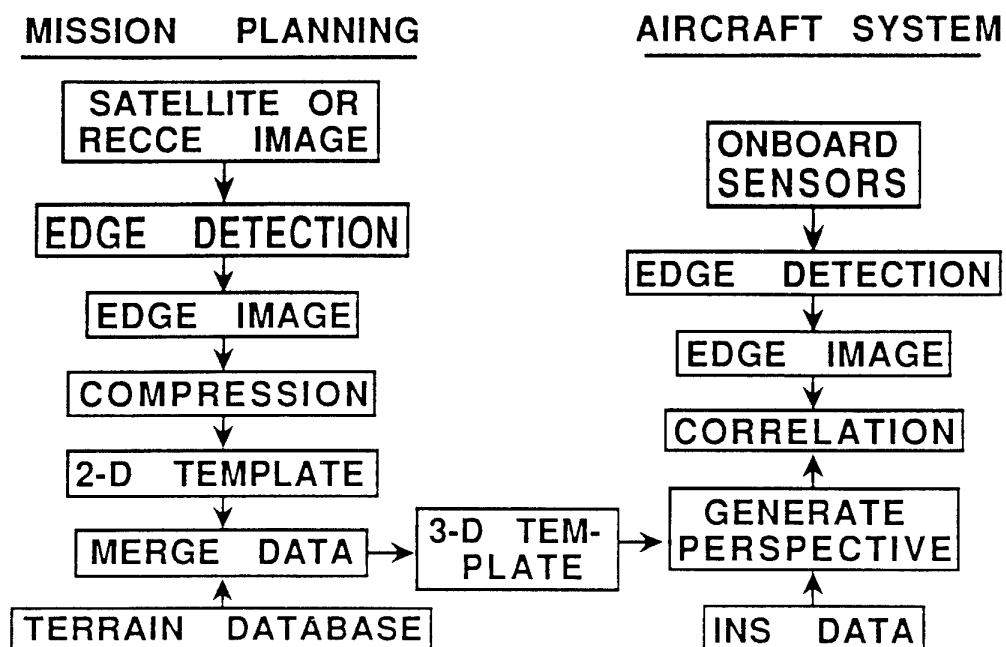 MISSION PLANNING
SATELLITE OR
RECCE IMAGE
EDGE DETECTION
EDGE IMAGE
COMPRESSION
2-D TEMPLATE
MERGE DATA
TERRAIN DATABASE
3-D TEM-
PLATE
AIRCRAFT SYSTEM
ONBOARD
SENSORS
EDGE DETECTION
EDGE IMAGE
CORRELATION
GENERATE
PERSPECTIVE
INS DATA